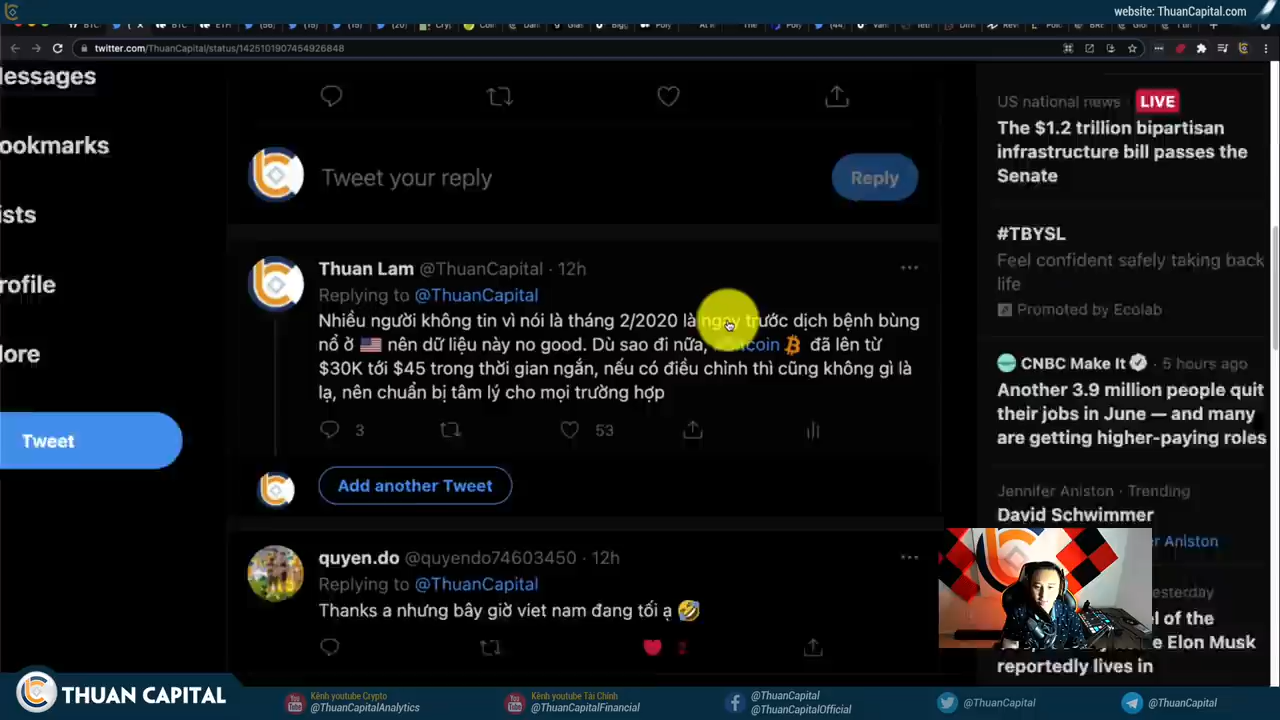 website: ThuanCapital.com
twitter.com/ThuanCapital/status/1425101907454926848
essages
ookmarks
ists
rofile
ore
Tweet
Tweet your reply
Reply
Thuan Lam @ThuanCapital · 12h
Replying to @ThuanCapital
Nhiều người không tin vì nói là tháng 2/2020 là ngay trước dịch bệnh bùng
nổ ở 🇺🇸 nên dữ liệu này no good. Dù sao đi nữa, #Bitcoin đã lên từ
$30K tới $45 trong thời gian ngắn, nếu có điều chỉnh thì cũng không gì là
lạ, nên chuẩn bị tâm lý cho mọi trường hợp
3
53
Add another Tweet
quyen.do @quyendo74603450 · 12h
Replying to @ThuanCapital
Thanks a nhưng bây giờ viet nam đang tối ạ 🤣
2
US national news LIVE
The $1.2 trillion bipartisan
infrastructure bill passes the
Senate
#TBYSL
Feel confident safely taking back
life
Promoted by Ecolab
CNBC Make It · 5 hours ago
Another 3.9 million people quit
their jobs in June — and many
are getting higher-paying roles
Jennifer Aniston · Trending
David Schwimmer
er Aniston
esterday
el of the
e Elon Musk
reportedly lives in
THUAN CAPITAL
Kênh youtube Crypto
@ThuanCapitalAnalytics
Kênh youtube Tài Chính
@ThuanCapitalFinancial
@ThuanCapital
@ThuanCapitalOfficial
@ThuanCapital
@ThuanCapital